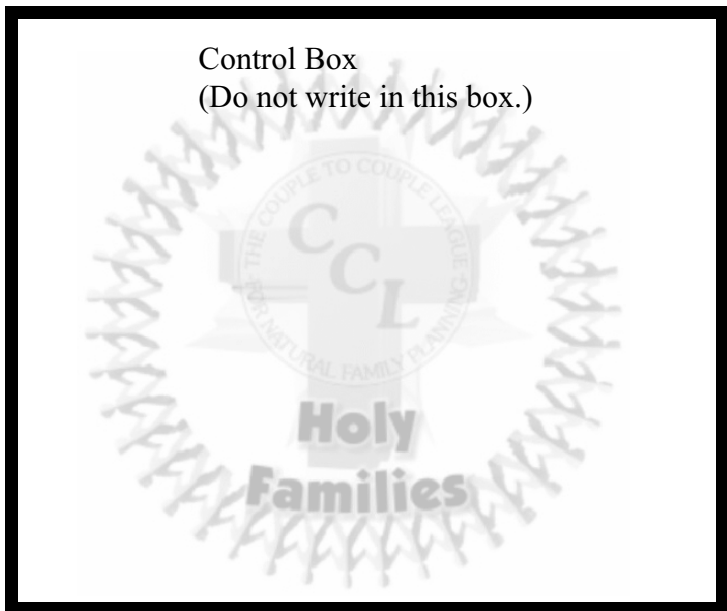 Control Box
(Do not write in this box.)
THE COUPLE TO COUPLE LEAGUE
C
C
L
FOR NATURAL FAMILY PLANNING
Holy
Families